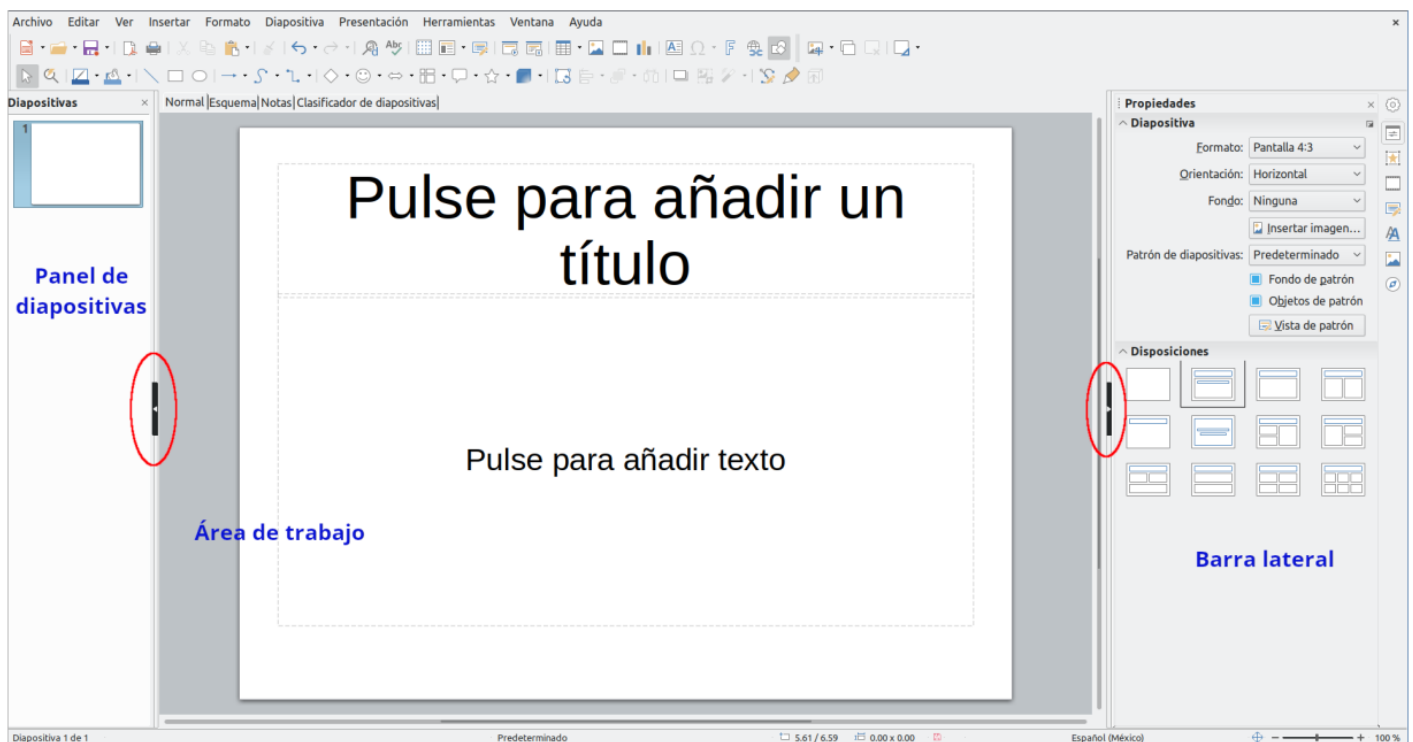 Archivo Editar Ver Insertar Formato Diapositiva Presentación Herramientas Ventana Ayuda
Diapositivas
Normal Esquema Notas Clasificador de diapositivas
1
Panel de
diapositivas
Pulse para añadir un
título
Pulse para añadir texto
Área de trabajo
Propiedades
Diapositiva
Formato: Pantalla 4:3
Orientación: Horizontal
Fondo: Ninguna
Insertar imagen...
Patrón de diapositivas: Predeterminado
Fondo de patrón
Objetos de patrón
Vista de patrón
Disposiciones
Barra lateral
Diapositiva 1 de 1 Predeterminado 5.61 / 6.59 0.00 x 0.00 Español (México) 100 %